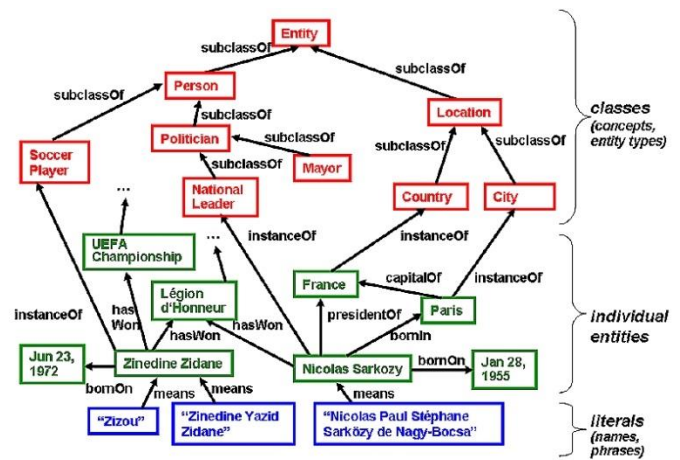 Entity
subclassOf
subclassOf
Person
subclassOf
subclassOf
Location
classes
(concepts,
entity types)
Politician
subclassOf
subclassOf
subclassOf
Soccer
Player
subclassOf
Mayor
...
National
Leader
Country
City
UEFA
Championship
...
instanceOf
instanceOf
France
capitalOf
instanceOf
Légion
d'Honneur
Paris
individual
entities
instanceOf
has
Won
hasWon
hasWon
presidentOf
bornIn
Jun 23,
1972
Zinedine Zidane
Nicolas Sarkozy
bornOn
Jan 28,
1955
bornOn
means
means
means
"Zizou"
"Zinedine Yazid
Zidane"
"Nicolas Paul Stéphane
Sarközy de Nagy-Bocsa"
literals
(names,
phrases)